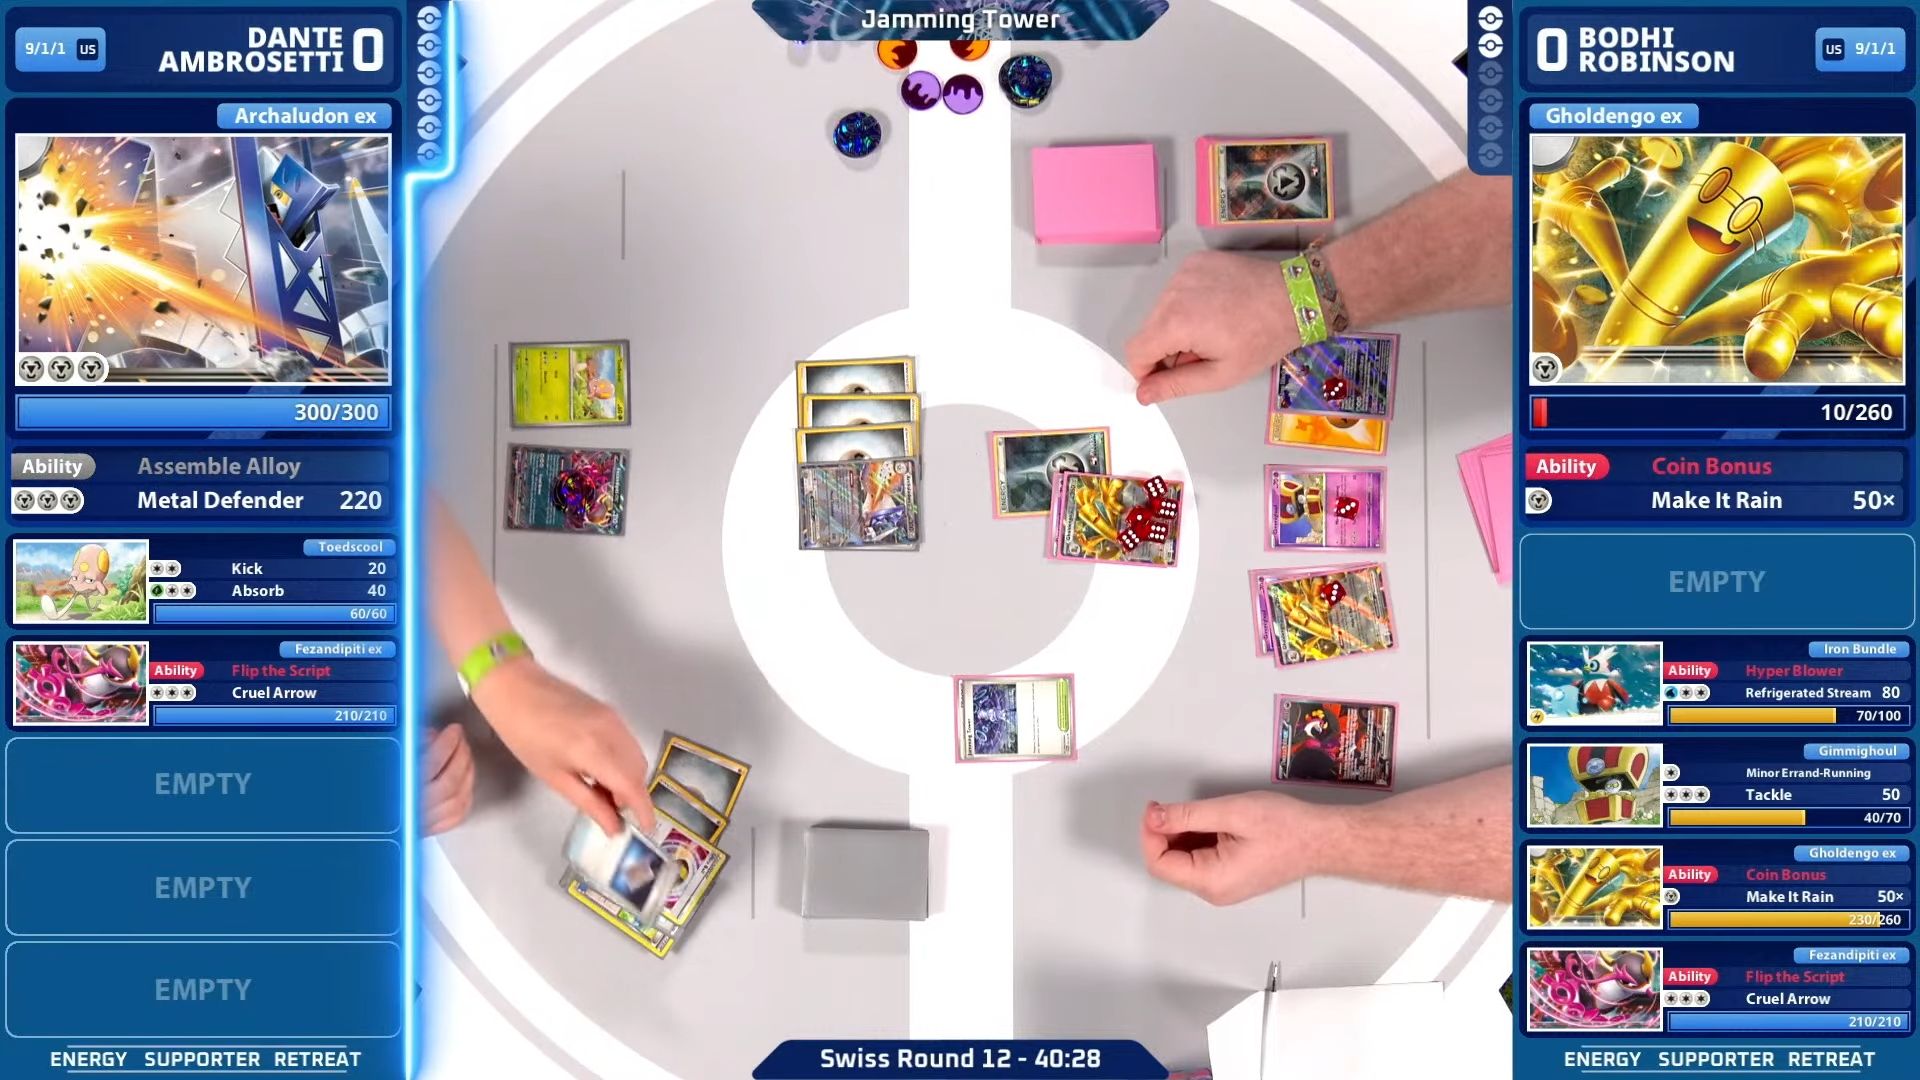 Jamming Tower
9/1/1 US
DANTE
AMBROSETTI
0
Archaludon ex
300/300
Ability Assemble Alloy
Metal Defender 220
Toedscool
Kick 20
Absorb 40
60/60
Fezandipiti ex
Ability Flip the Script
Cruel Arrow
210/210
EMPTY
EMPTY
EMPTY
ENERGY SUPPORTER RETREAT
ENERGY
ENERGY
Swiss Round 12 - 40:28
0
BODHI
ROBINSON
US 9/1/1
Gholdengo ex
10/260
Ability Coin Bonus
Make It Rain 50×
EMPTY
Iron Bundle
Ability Hyper Blower
Refrigerated Stream 80
70/100
Gimmighoul
Minor Errand-Running
Tackle 50
40/70
Gholdengo ex
Ability Coin Bonus
Make It Rain 50×
230/260
Fezandipiti ex
Ability Flip the Script
Cruel Arrow
210/210
ENERGY SUPPORTER RETREAT